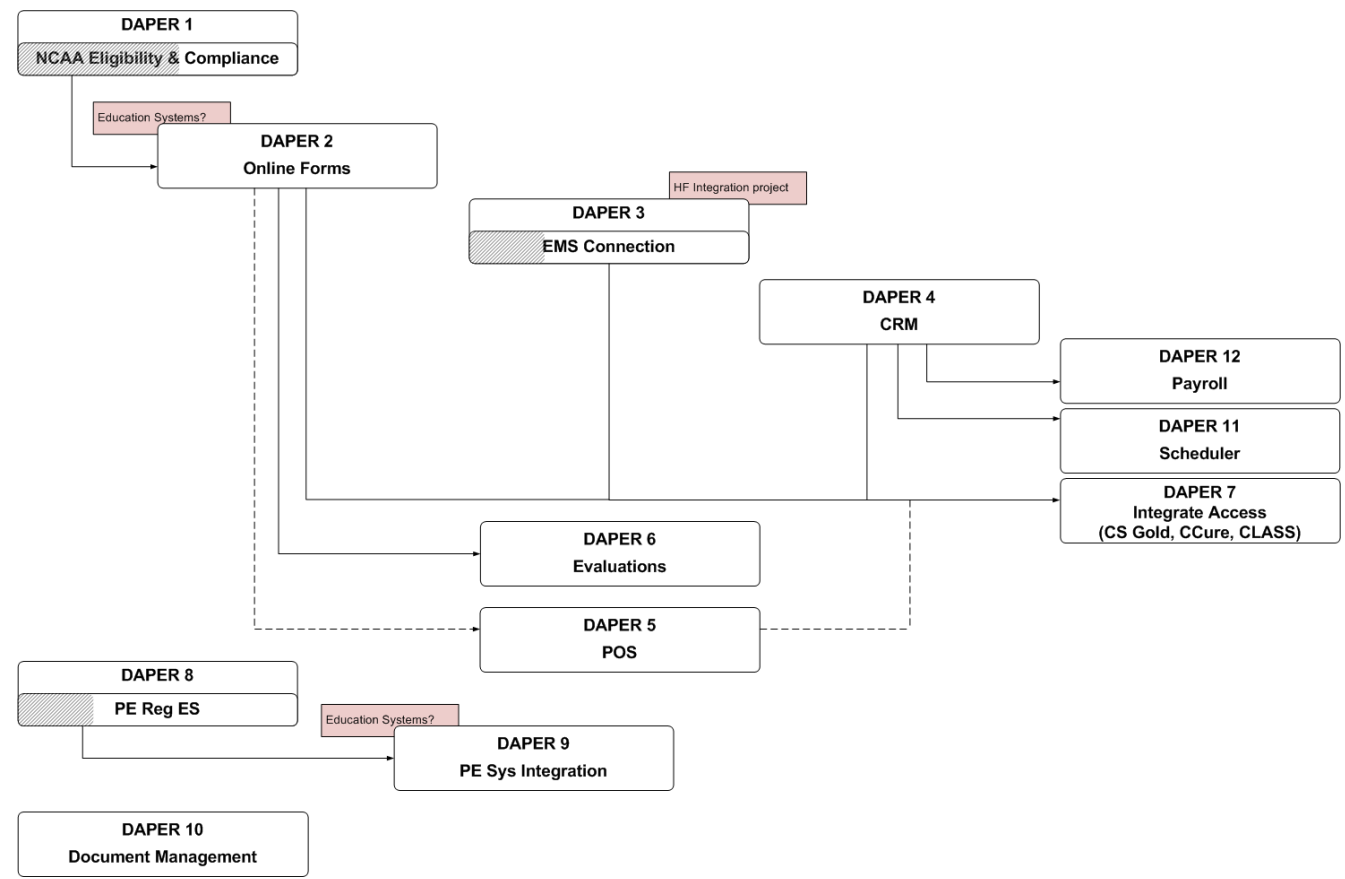 DAPER 1
NCAA Eligibility & Compliance
Education Systems?
DAPER 2
Online Forms
HF Integration project
DAPER 3
EMS Connection
DAPER 4
CRM
DAPER 12
Payroll
DAPER 11
Scheduler
DAPER 7
Integrate Access
(CS Gold, CCure, CLASS)
DAPER 6
Evaluations
DAPER 5
POS
DAPER 8
PE Reg ES
Education Systems?
DAPER 9
PE Sys Integration
DAPER 10
Document Management